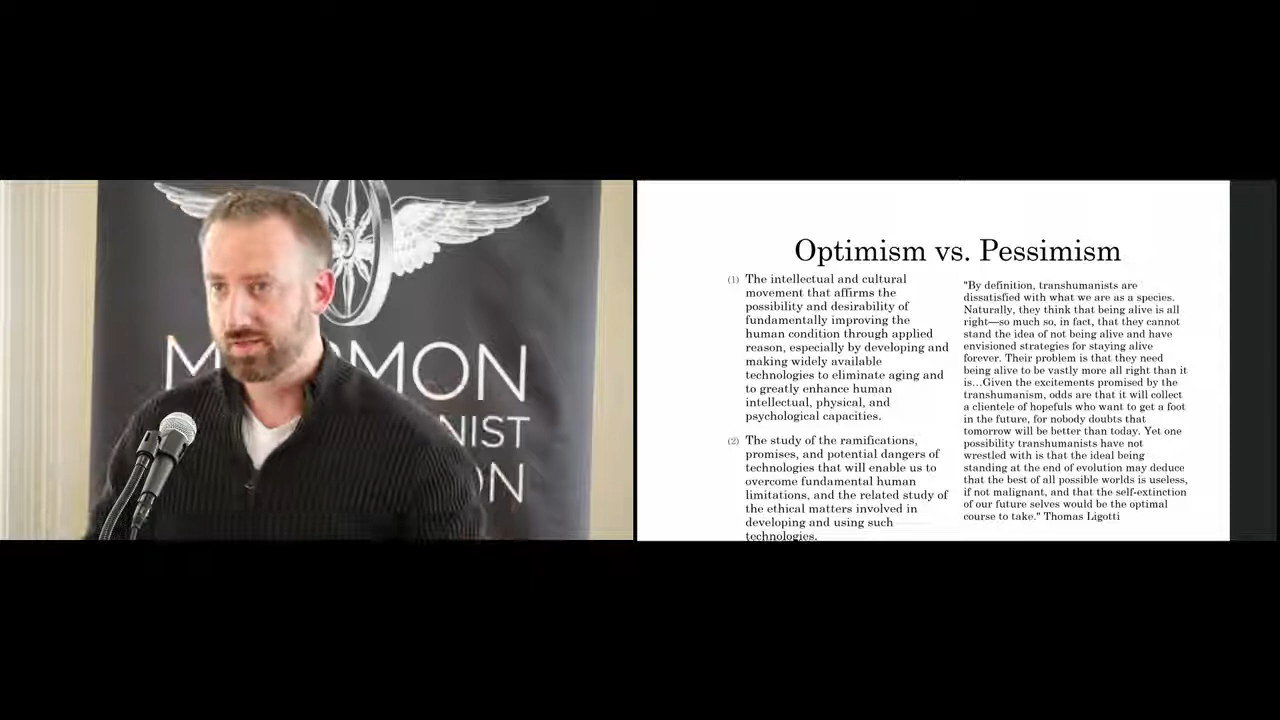 MORMON
NIST
ON
Optimism vs. Pessimism
(1) The intellectual and cultural
movement that affirms the
possibility and desirability of
fundamentally improving the
human condition through applied
reason, especially by developing and
making widely available
technologies to eliminate aging and
to greatly enhance human
intellectual, physical, and
psychological capacities.
(2) The study of the ramifications,
promises, and potential dangers of
technologies that will enable us to
overcome fundamental human
limitations, and the related study of
the ethical matters involved in
developing and using such
technologies.
"By definition, transhumanists are
dissatisfied with what we are as a species.
Naturally, they think that being alive is all
right—so much so, in fact, that they cannot
stand the idea of not being alive and have
envisioned strategies for staying alive
forever. Their problem is that they need
being alive to be vastly more all right than it
is...Given the excitements promised by the
transhumanism, odds are that it will collect
a clientele of hopefuls who want to get a foot
in the future, for nobody doubts that
tomorrow will be better than today. Yet one
possibility transhumanists have not
wrestled with is that the ideal being
standing at the end of evolution may deduce
that the best of all possible worlds is useless,
if not malignant, and that the self-extinction
of our future selves would be the optimal
course to take." Thomas Ligotti